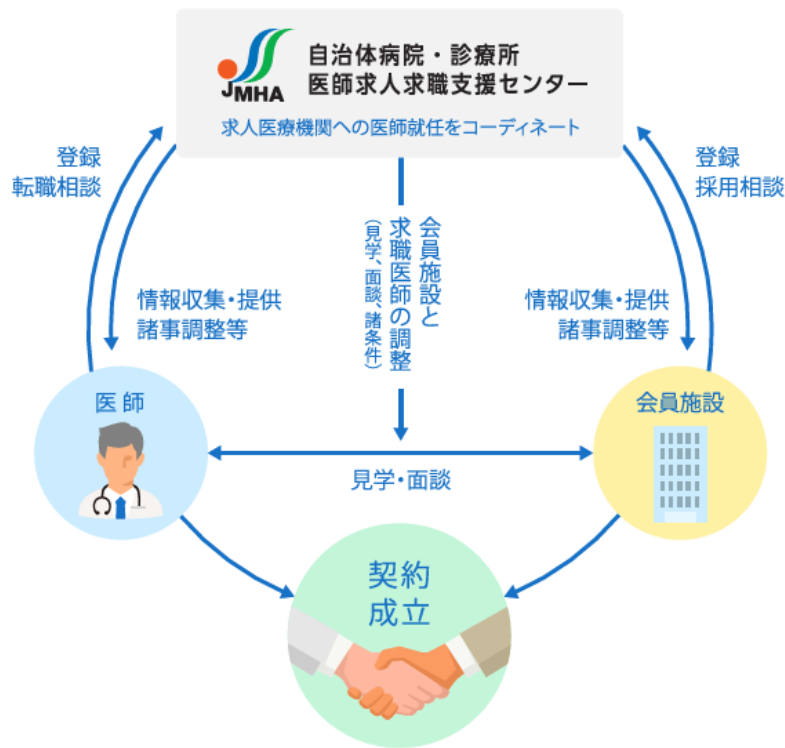 JMHA
自治体病院・診療所
医師求人求職支援センター
求人医療機関への医師就任をコーディネート
登録
転職相談
登録
採用相談
情報収集・提供
諸事調整等
会員施設と
求職医師の調整
（見学、面談、諸条件）
情報収集・提供
諸事調整等
医師
会員施設
見学・面談
契約
成立